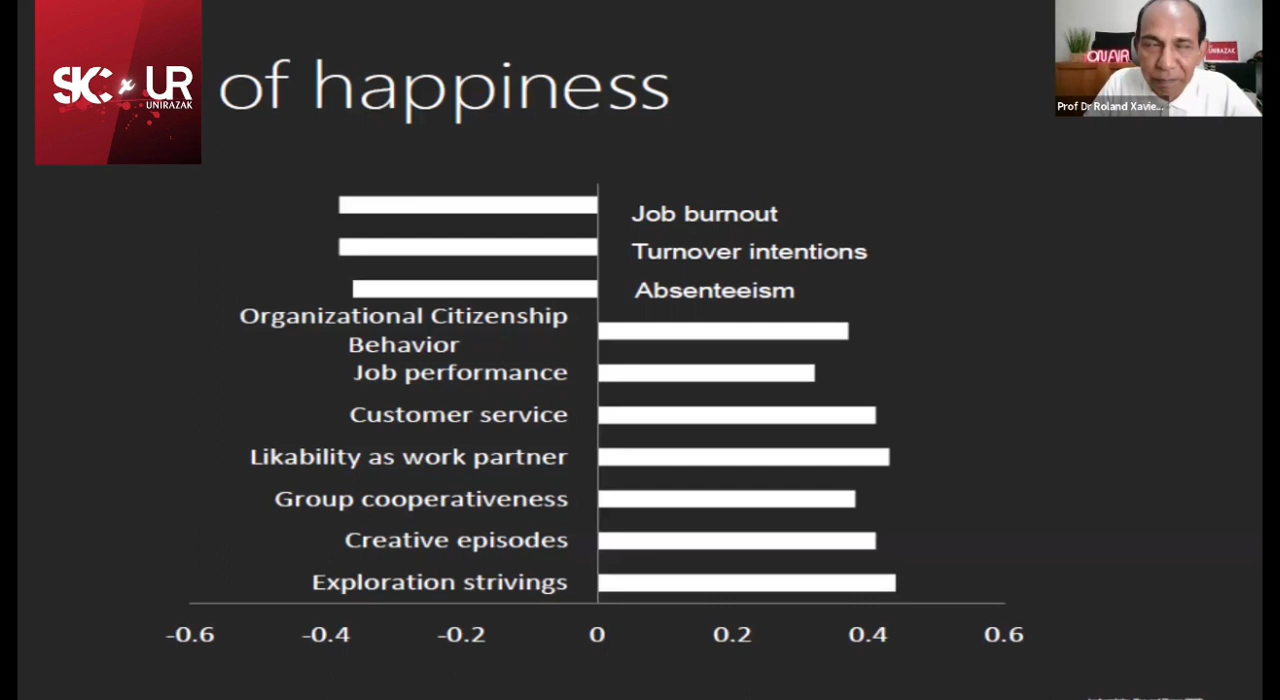 SIC x UR
UNIRAZAK
of happiness
ON AIR
UNIRAZAK
Prof Dr Roland Xavie...
Job burnout
Turnover intentions
Absenteeism
Organizational Citizenship
Behavior
Job performance
Customer service
Likability as work partner
Group cooperativeness
Creative episodes
Exploration strivings
-0.6 -0.4 -0.2 0 0.2 0.4 0.6